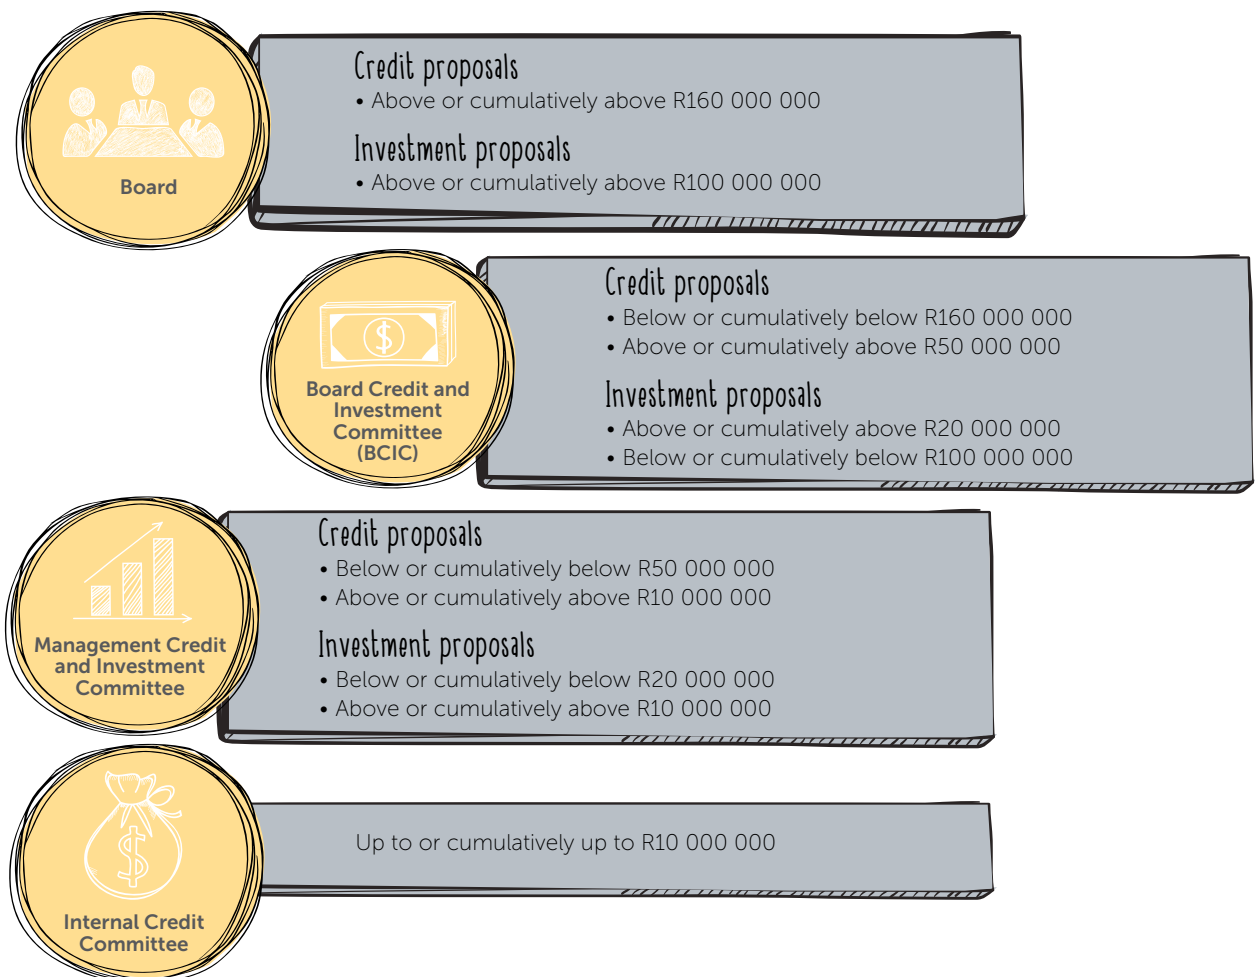 Board
Credit proposals
• Above or cumulatively above R160 000 000
Investment proposals
• Above or cumulatively above R100 000 000
Board Credit and
Investment
Committee
(BCIC)
Credit proposals
• Below or cumulatively below R160 000 000
• Above or cumulatively above R50 000 000
Investment proposals
• Above or cumulatively above R20 000 000
• Below or cumulatively below R100 000 000
Management Credit
and Investment
Committee
Credit proposals
• Below or cumulatively below R50 000 000
• Above or cumulatively above R10 000 000
Investment proposals
• Below or cumulatively below R20 000 000
• Above or cumulatively above R10 000 000
Internal Credit
Committee
Up to or cumulatively up to R10 000 000